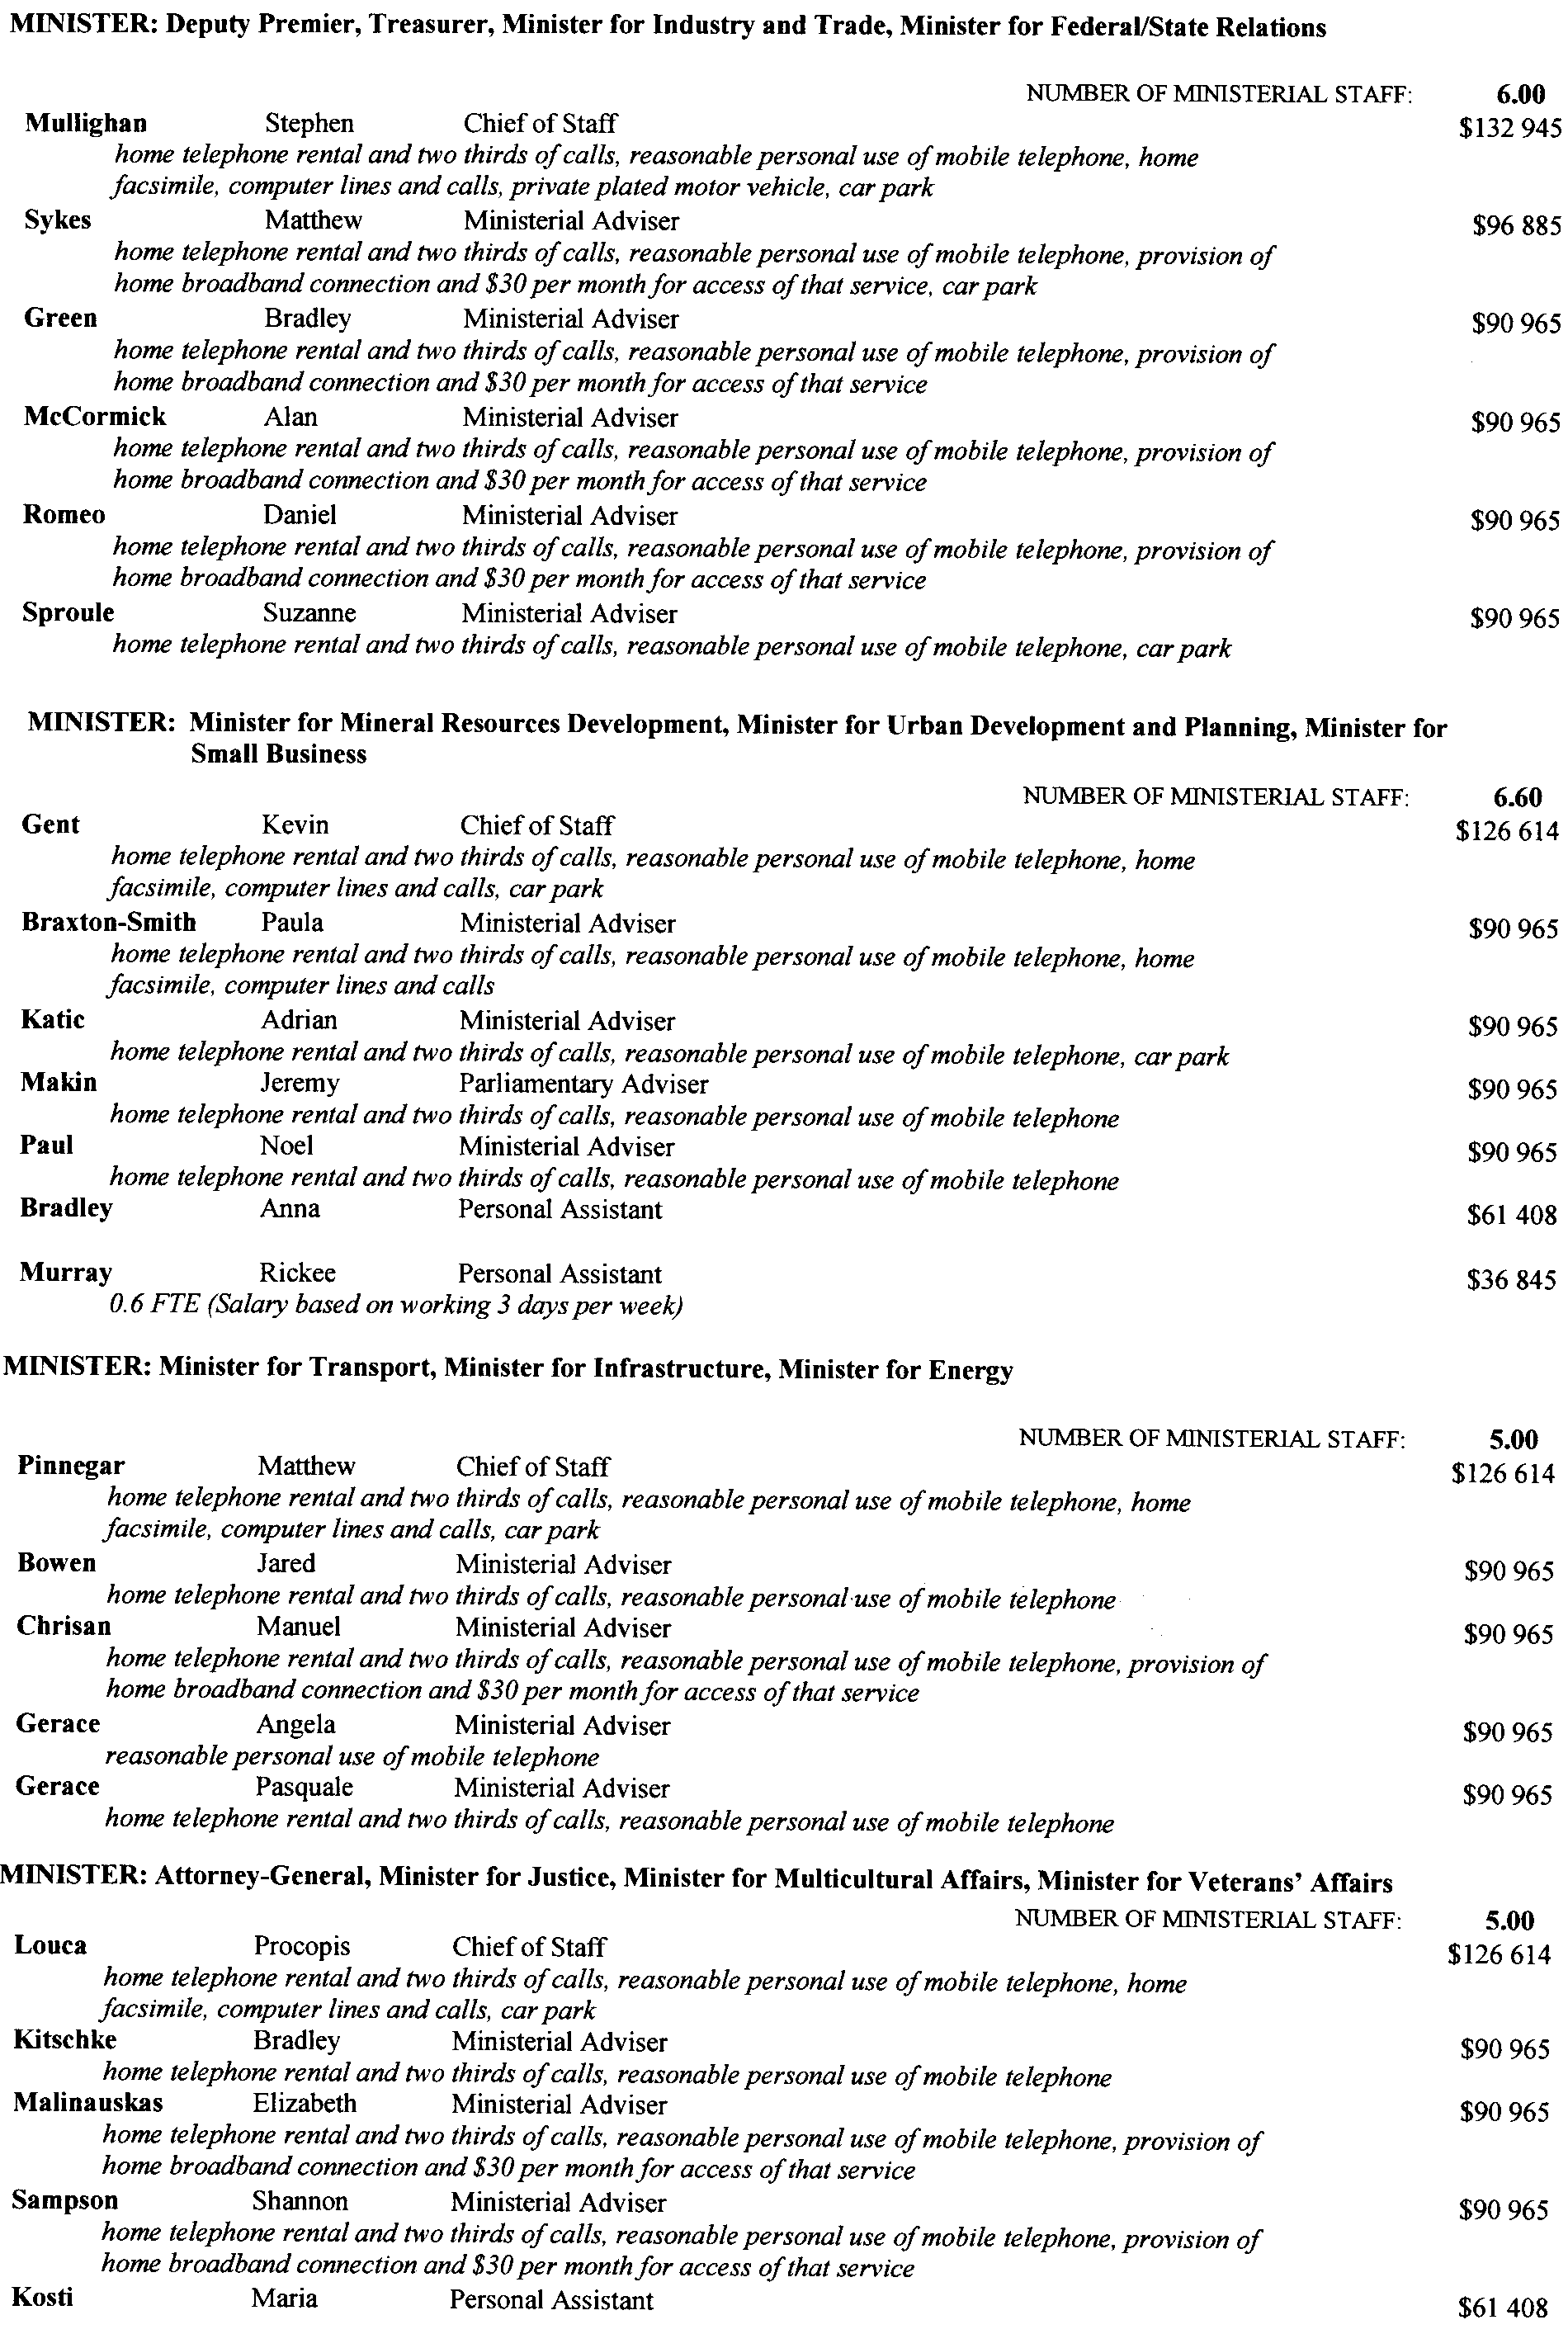 MINISTER: Deputy Premier, Treasurer, Minister for Industry and Trade, Minister for Federal/State Relations
NUMBER OF MINISTERIAL STAFF: 6.00
Mullighan Stephen Chief of Staff $132 945
home telephone rental and two thirds of calls, reasonable personal use of mobile telephone, home
facsimile, computer lines and calls, private plated motor vehicle, car park
Sykes Matthew Ministerial Adviser $96 885
home telephone rental and two thirds of calls, reasonable personal use of mobile telephone, provision of
home broadband connection and $30 per month for access of that service, car park
Green Bradley Ministerial Adviser $90 965
home telephone rental and two thirds of calls, reasonable personal use of mobile telephone, provision of
home broadband connection and $30 per month for access of that service
McCormick Alan Ministerial Adviser $90 965
home telephone rental and two thirds of calls, reasonable personal use of mobile telephone, provision of
home broadband connection and $30 per month for access of that service
Romeo Daniel Ministerial Adviser $90 965
home telephone rental and two thirds of calls, reasonable personal use of mobile telephone, provision of
home broadband connection and $30 per month for access of that service
Sproule Suzanne Ministerial Adviser $90 965
home telephone rental and two thirds of calls, reasonable personal use of mobile telephone, car park
MINISTER: Minister for Mineral Resources Development, Minister for Urban Development and Planning, Minister for
Small Business
NUMBER OF MINISTERIAL STAFF: 6.60
Gent Kevin Chief of Staff $126 614
home telephone rental and two thirds of calls, reasonable personal use of mobile telephone, home
facsimile, computer lines and calls, car park
Braxton-Smith Paula Ministerial Adviser $90 965
home telephone rental and two thirds of calls, reasonable personal use of mobile telephone, home
facsimile, computer lines and calls
Katic Adrian Ministerial Adviser $90 965
home telephone rental and two thirds of calls, reasonable personal use of mobile telephone, car park
Makin Jeremy Parliamentary Adviser $90 965
home telephone rental and two thirds of calls, reasonable personal use of mobile telephone
Paul Noel Ministerial Adviser $90 965
home telephone rental and two thirds of calls, reasonable personal use of mobile telephone
Bradley Anna Personal Assistant $61 408
Murray Rickee Personal Assistant $36 845
0.6 FTE (Salary based on working 3 days per week)
MINISTER: Minister for Transport, Minister for Infrastructure, Minister for Energy
NUMBER OF MINISTERIAL STAFF: 5.00
Pinnegar Matthew Chief of Staff $126 614
home telephone rental and two thirds of calls, reasonable personal use of mobile telephone, home
facsimile, computer lines and calls, car park
Bowen Jared Ministerial Adviser $90 965
home telephone rental and two thirds of calls, reasonable personal use of mobile telephone
Chrisan Manuel Ministerial Adviser $90 965
home telephone rental and two thirds of calls, reasonable personal use of mobile telephone, provision of
home broadband connection and $30 per month for access of that service
Gerace Angela Ministerial Adviser $90 965
reasonable personal use of mobile telephone
Gerace Pasquale Ministerial Adviser $90 965
home telephone rental and two thirds of calls, reasonable personal use of mobile telephone
MINISTER: Attorney-General, Minister for Justice, Minister for Multicultural Affairs, Minister for Veterans' Affairs
NUMBER OF MINISTERIAL STAFF: 5.00
Louca Procopis Chief of Staff $126 614
home telephone rental and two thirds of calls, reasonable personal use of mobile telephone, home
facsimile, computer lines and calls, car park
Kitschke Bradley Ministerial Adviser $90 965
home telephone rental and two thirds of calls, reasonable personal use of mobile telephone
Malinauskas Elizabeth Ministerial Adviser $90 965
home telephone rental and two thirds of calls, reasonable personal use of mobile telephone, provision of
home broadband connection and $30 per month for access of that service
Sampson Shannon Ministerial Adviser $90 965
home telephone rental and two thirds of calls, reasonable personal use of mobile telephone, provision of
home broadband connection and $30 per month for access of that service
Kosti Maria Personal Assistant $61 408